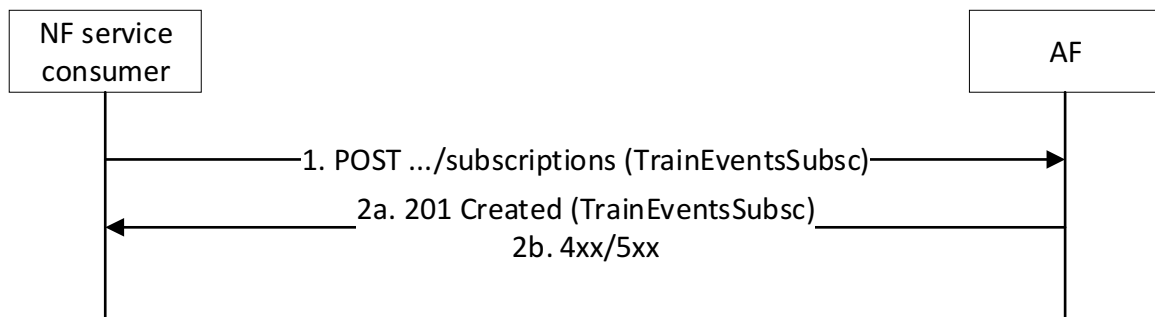 NF service
consumer
AF
1. POST .../subscriptions (TrainEventsSubsc)
2a. 201 Created (TrainEventsSubsc)
2b. 4xx/5xx